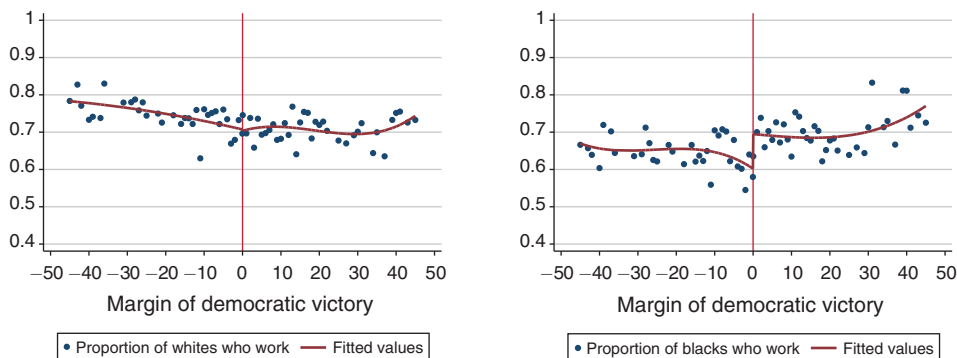 1
0.9
0.8
0.7
0.6
0.5
0.4
−50 −40 −30 −20 −10 0 10 20 30 40 50
Margin of democratic victory
Proportion of whites who work Fitted values
1
0.9
0.8
0.7
0.6
0.5
0.4
−50 −40 −30 −20 −10 0 10 20 30 40 50
Margin of democratic victory
Proportion of blacks who work Fitted values